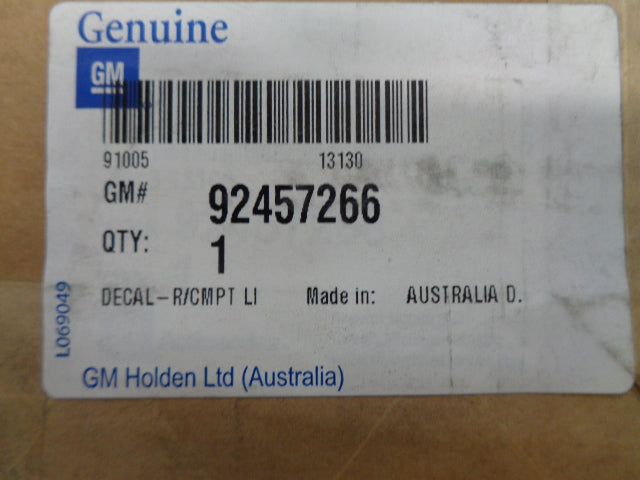 Genuine
GM
91005 13130
GM# 92457266
QTY: 1
DECAL-R/CMPT LI Made in: AUSTRALIA D.
L069049
GM Holden Ltd (Australia)